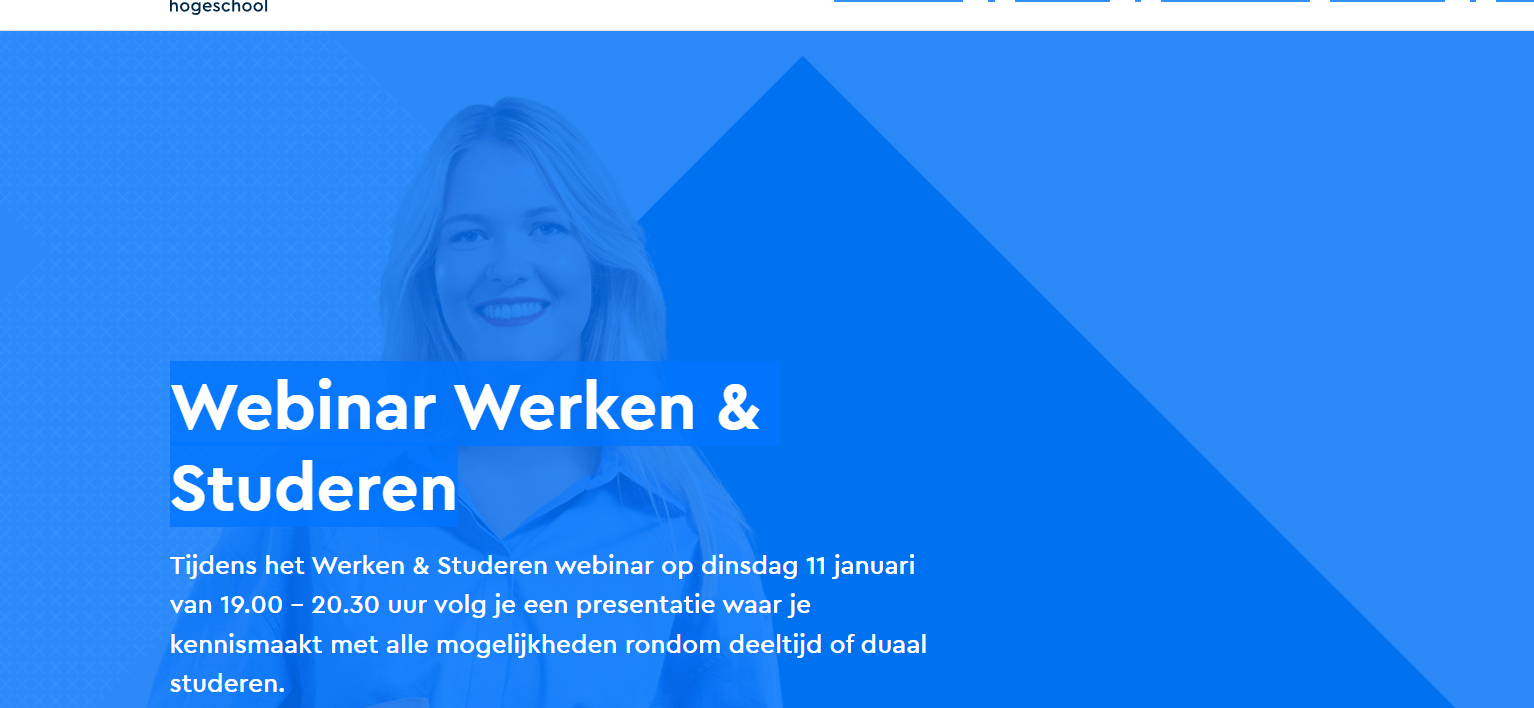 hogeschool
Webinar Werken &
Studeren
Tijdens het Werken & Studeren webinar op dinsdag 11 januari
van 19.00 – 20.30 uur volg je een presentatie waar je
kennismaakt met alle mogelijkheden rondom deeltijd of duaal
studeren.